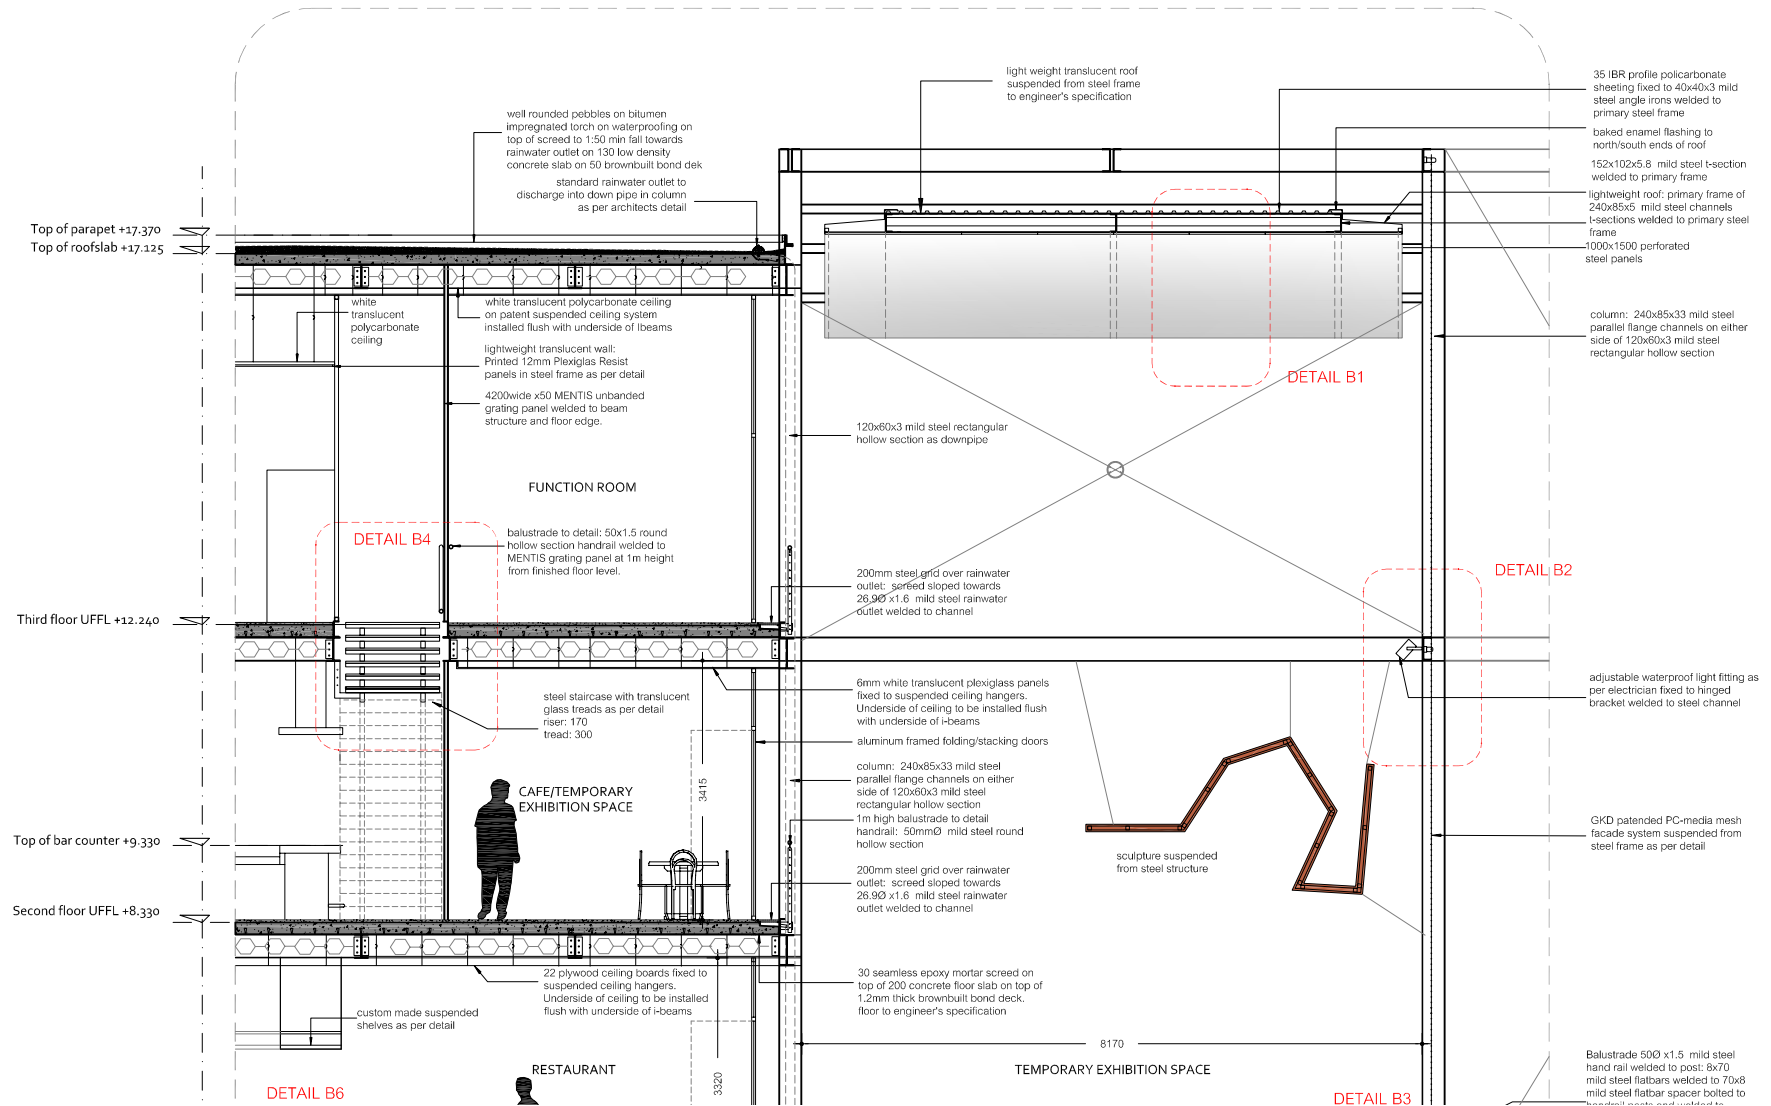 light weight translucent roof
suspended from steel frame
to engineer's specification
35 IBR profile policarbonate
sheeting fixed to 40x40x3 mild
steel angle irons welded to
primary steel frame
well rounded pebbles on bitumen
impregnated torch on waterproofing on
top of screed to 1:50 min fall towards
rainwater outlet on 130 low density
concrete slab on 50 brownbuilt bond dek
baked enamel flashing to
north/south ends of roof
152x102x5.8 mild steel t-section
welded to primary frame
standard rainwater outlet to
discharge into down pipe in column
as per architects detail
lightweight roof: primary frame of
240x85x5 mild steel channels
t-sections welded to primary steel
frame
1000x1500 perforated
steel panels
Top of parapet +17.370
Top of roofslab +17.125
white
translucent
polycarbonate
ceiling
white translucent polycarbonate ceiling
on patent suspended ceiling system
installed flush with underside of Ibeams
column: 240x85x33 mild steel
parallel flange channels on either
side of 120x60x3 mild steel
rectangular hollow section
lightweight translucent wall:
Printed 12mm Plexiglas Resist
panels in steel frame as per detail
DETAIL B1
4200wide x50 MENTIS unbanded
grating panel welded to beam
structure and floor edge.
120x60x3 mild steel rectangular
hollow section as downpipe
FUNCTION ROOM
DETAIL B4
balustrade to detail: 50x1.5 round
hollow section handrail welded to
MENTIS grating panel at 1m height
from finished floor level.
200mm steel grid over rainwater
outlet: screed sloped towards
26.9Ø x1.6 mild steel rainwater
outlet welded to channel
DETAIL B2
Third floor UFFL +12.240
6mm white translucent plexiglass panels
fixed to suspended ceiling hangers.
Underside of ceiling to be installed flush
with underside of i-beams
adjustable waterproof light fitting as
per electrician fixed to hinged
bracket welded to steel channel
steel staircase with translucent
glass treads as per detail
riser: 170
tread: 300
aluminum framed folding/stacking doors
3415
column: 240x85x33 mild steel
parallel flange channels on either
side of 120x60x3 mild steel
rectangular hollow section
CAFE/TEMPORARY
EXHIBITION SPACE
1m high balustrade to detail
handrail: 50mmØ mild steel round
hollow section
GKD patented PC-media mesh
facade system suspended from
steel frame as per detail
Top of bar counter +9.330
sculpture suspended
from steel structure
200mm steel grid over rainwater
outlet: screed sloped towards
26.9Ø x1.6 mild steel rainwater
outlet welded to channel
Second floor UFFL +8.330
22 plywood ceiling boards fixed to
suspended ceiling hangers.
Underside of ceiling to be installed
flush with underside of i-beams
30 seamless epoxy mortar screed on
top of 200 concrete floor slab on top of
1.2mm thick brownbuilt bond deck.
floor to engineer's specification
custom made suspended
shelves as per detail
8170
3320
RESTAURANT
TEMPORARY EXHIBITION SPACE
DETAIL B6
DETAIL B3
Balustrade 50Ø x1.5 mild steel
hand rail welded to post: 8x70
mild steel flatbars welded to 70x8
mild steel flatbar spacer bolted to